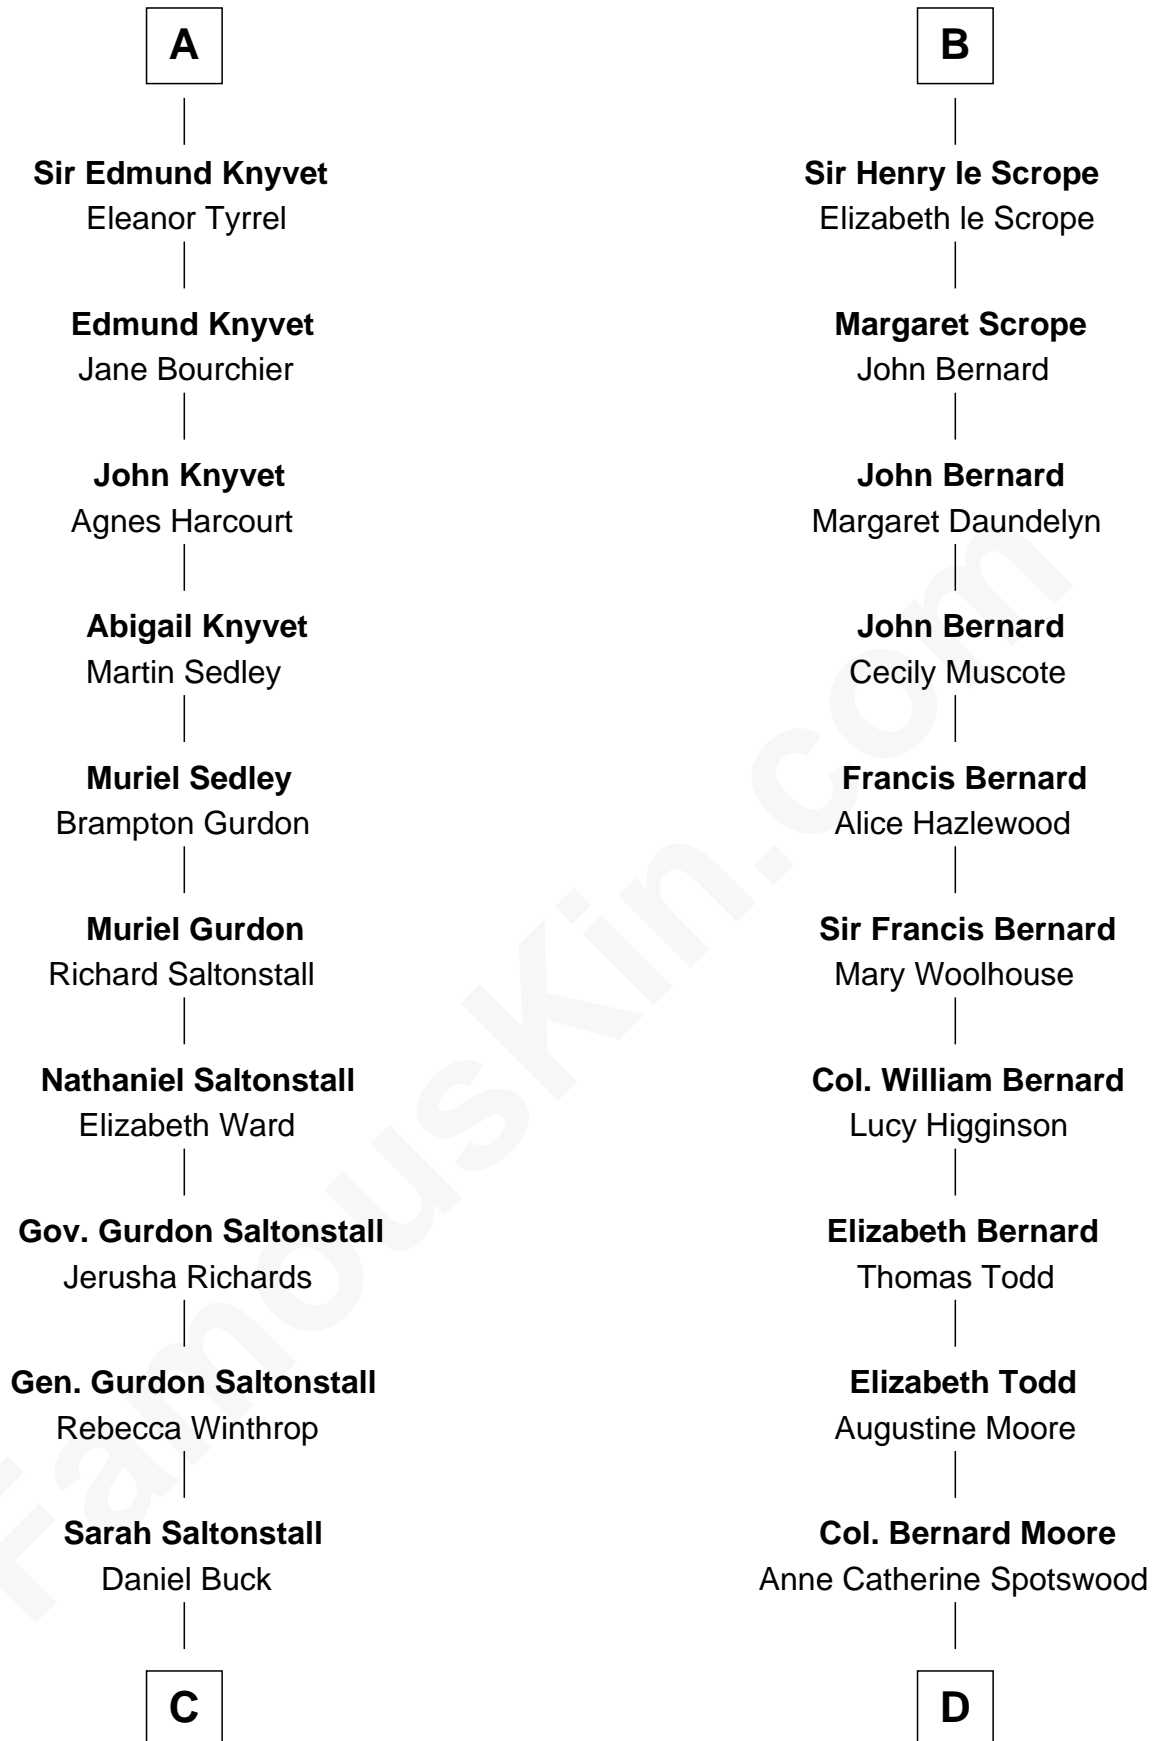 A
Sir Edmund Knyvet
Eleanor Tyrrel
Edmund Knyvet
Jane Bourchier
John Knyvet
Agnes Harcourt
Abigail Knyvet
Martin Sedley
Muriel Sedley
Brampton Gurdon
Muriel Gurdon
Richard Saltonstall
Nathaniel Saltonstall
Elizabeth Ward
Gov. Gurdon Saltonstall
Jerusha Richards
Gen. Gurdon Saltonstall
Rebecca Winthrop
Sarah Saltonstall
Daniel Buck
C
B
Sir Henry le Scrope
Elizabeth le Scrope
Margaret Scrope
John Bernard
John Bernard
Margaret Daundelyn
John Bernard
Cecily Muscote
Francis Bernard
Alice Hazlewood
Sir Francis Bernard
Mary Woolhouse
Col. William Bernard
Lucy Higginson
Elizabeth Bernard
Thomas Todd
Elizabeth Todd
Augustine Moore
Col. Bernard Moore
Anne Catherine Spotswood
D
FamousKin.com